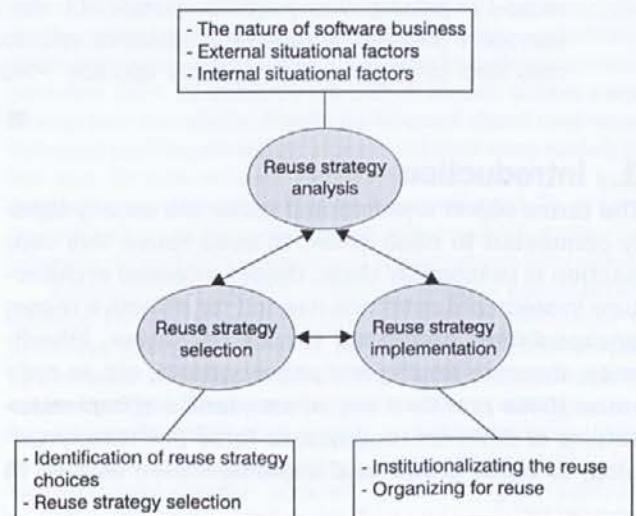 - The nature of software business
- External situational factors
- Internal situational factors
Reuse strategy
analysis
Reuse strategy
selection
Reuse strategy
implementation
- Identification of reuse strategy
choices
- Reuse strategy selection
- Institutionalizating the reuse
- Organizing for reuse